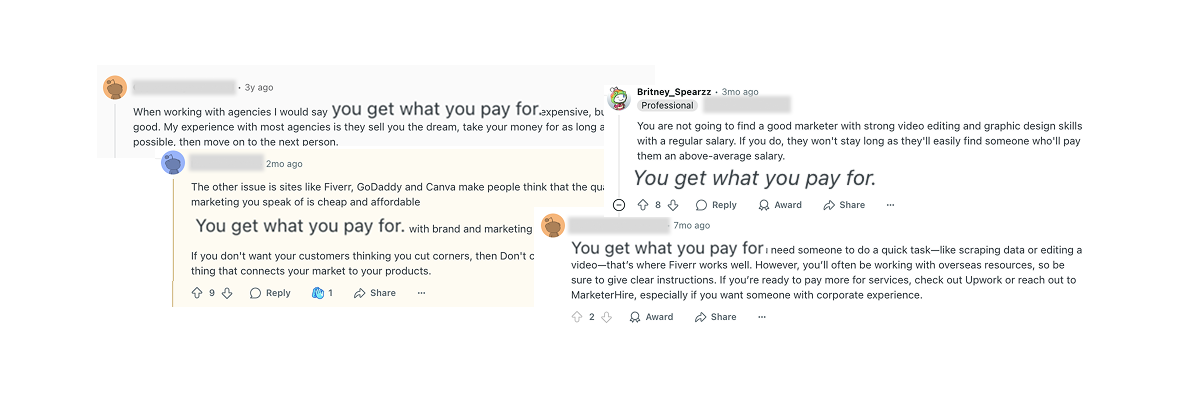 • 3y ago
When working with agencies I would say you get what you pay for. expensive, bu
good. My experience with most agencies is they sell you the dream, take your money for as long a
possible, then move on to the next person.
2mo ago
The other issue is sites like Fiverr, GoDaddy and Canva make people think that the qua
marketing you speak of is cheap and affordable
You get what you pay for. with brand and marketing
If you don't want your customers thinking you cut corners, then Don't c
thing that connects your market to your products.
9 Reply 1 Share ...
Britney_Spearzz • 3mo ago
Professional
You are not going to find a good marketer with strong video editing and graphic design skills
with a regular salary. If you do, they won't stay long as they'll easily find someone who'll pay
them an above-average salary.
You get what you pay for.
8 Reply Award Share ...
7mo ago
You get what you pay for I need someone to do a quick task—like scraping data or editing a
video—that's where Fiverr works well. However, you'll often be working with overseas resources, so be
sure to give clear instructions. If you're ready to pay more for services, check out Upwork or reach out to
MarketerHire, especially if you want someone with corporate experience.
2 Award Share ...